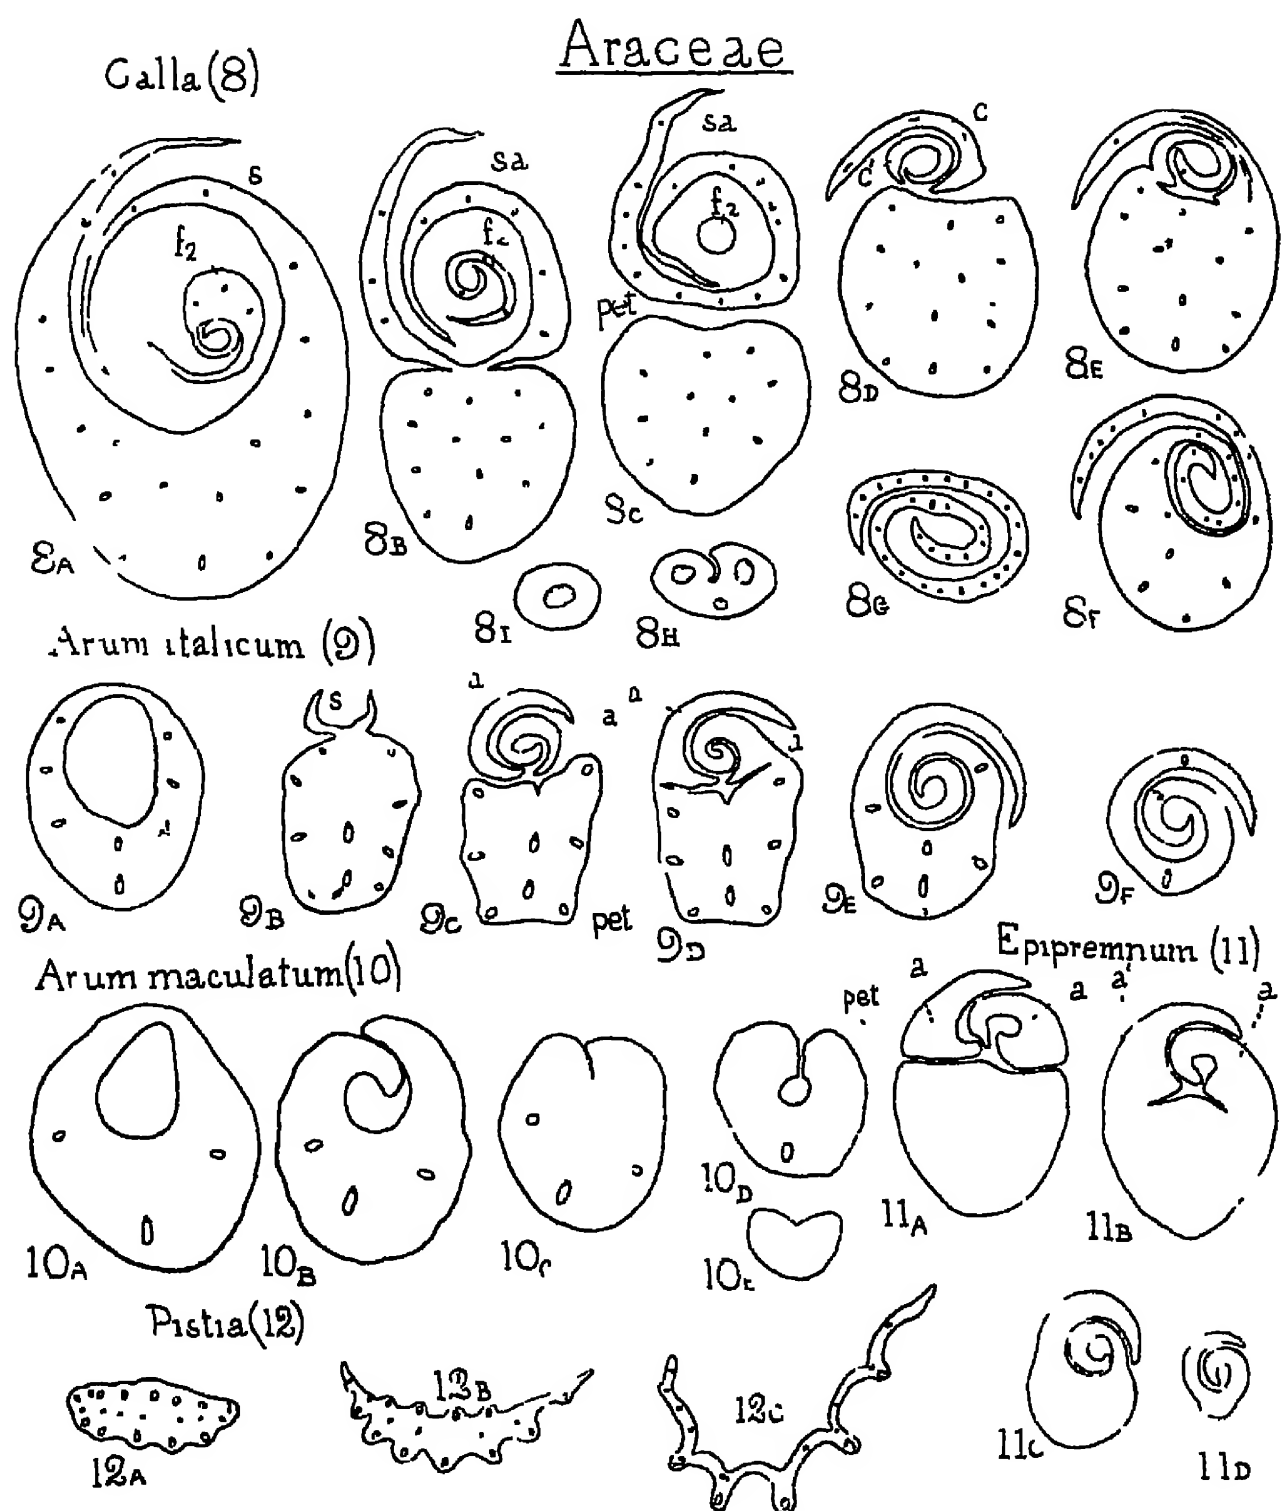 Araceae
Calla (8)
s
f2
8A
sa
f2
8B
sa
f2
pet
8C
c
c'
8D
8E
8I
8H
8G
8F
Arum italicum (9)
9A
s
9B
a
9C
pet
a
9D
9E
9F
Arum maculatum (10)
Epipremnum (11)
10A
10B
10C
10D
10E
pet
a
a
11A
a'
a
11B
Pistia (12)
12A
12B
12C
11C
11D